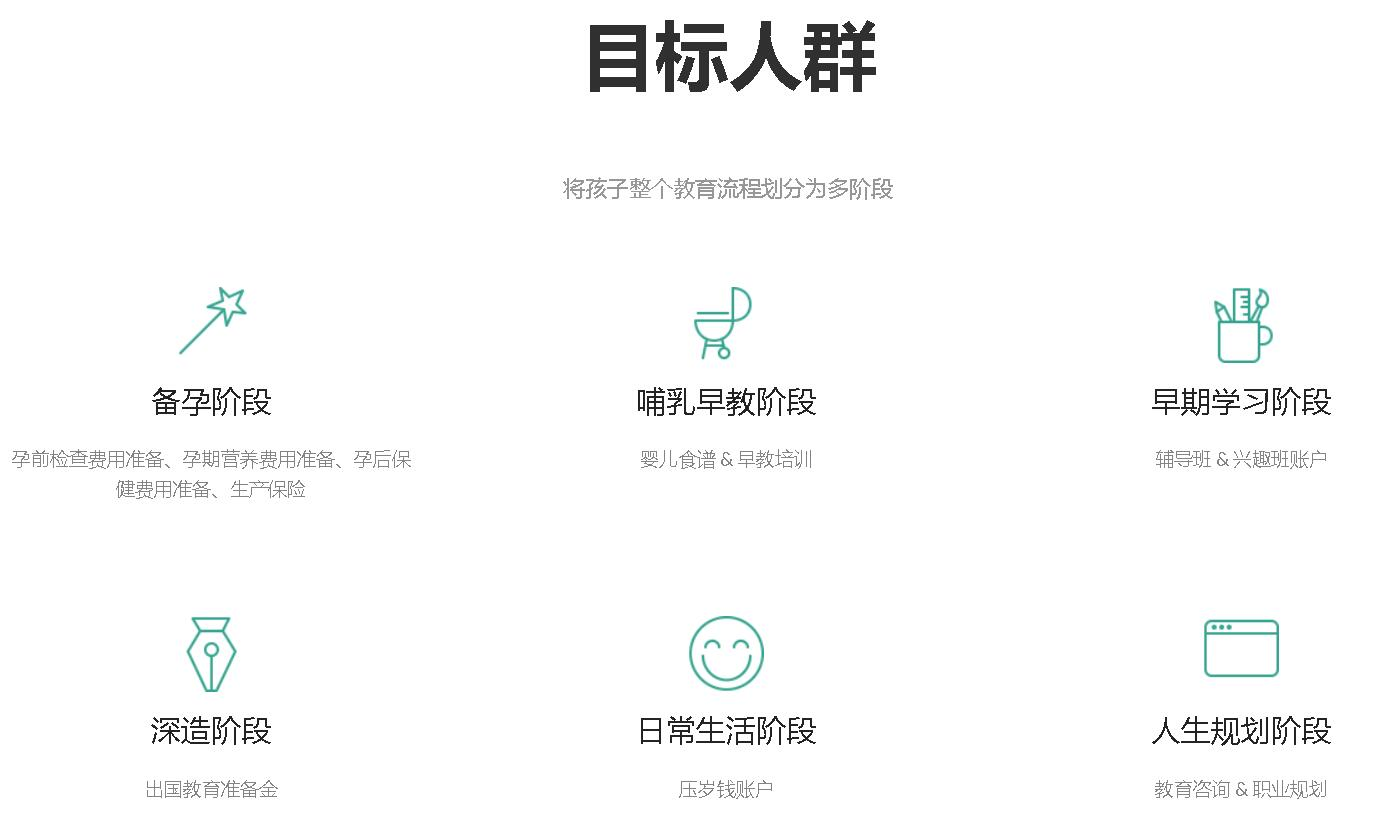 目标人群
将孩子整个教育流程划分为多阶段
备孕阶段
孕前检查费用准备、孕期营养费用准备、孕后保
健费用准备、生产保险
哺乳早教阶段
婴儿食谱 & 早教培训
早期学习阶段
辅导班 & 兴趣班账户
深造阶段
出国教育准备金
日常生活阶段
压岁钱账户
人生规划阶段
教育咨询 & 职业规划